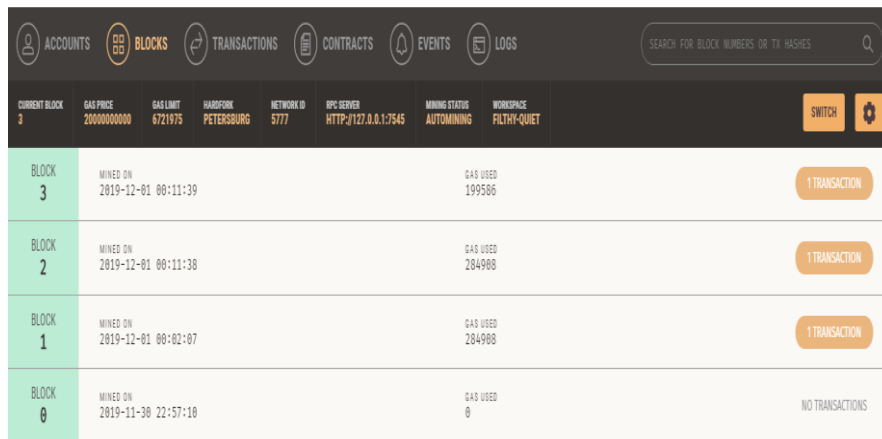 ACCOUNTS BLOCKS TRANSACTIONS CONTRACTS EVENTS LOGS SEARCH FOR BLOCK NUMBERS OR TX HASHES
CURRENT BLOCK GAS PRICE GAS LIMIT HARDFORK NETWORK ID RPC SERVER MINING STATUS WORKSPACE
3 20000000000 6721975 PETERSBURG 5777 HTTP://127.0.0.1:7545 AUTOMINING FILTHY-QUIET SWITCH
BLOCK MINED ON GAS USED
3 2019-12-01 00:11:39 199586 1 TRANSACTION
BLOCK MINED ON GAS USED
2 2019-12-01 00:11:38 284908 1 TRANSACTION
BLOCK MINED ON GAS USED
1 2019-12-01 00:02:07 284908 1 TRANSACTION
BLOCK MINED ON GAS USED
0 2019-11-30 22:57:10 0 NO TRANSACTIONS